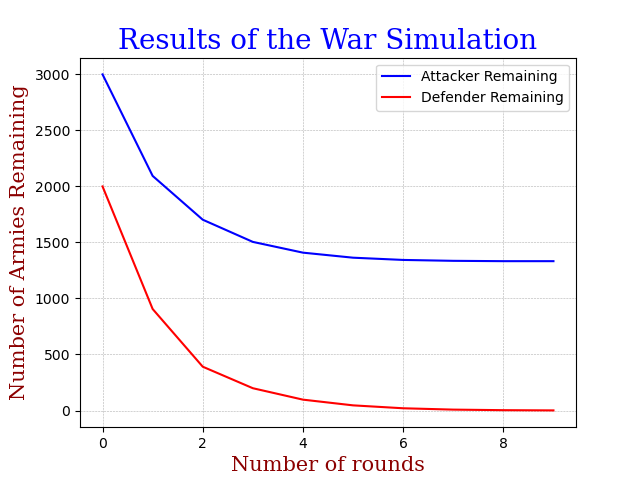 Results of the War Simulation
Attacker Remaining
Defender Remaining
Number of Armies Remaining
3000
2500
2000
1500
1000
500
0
0 2 4 6 8
Number of rounds